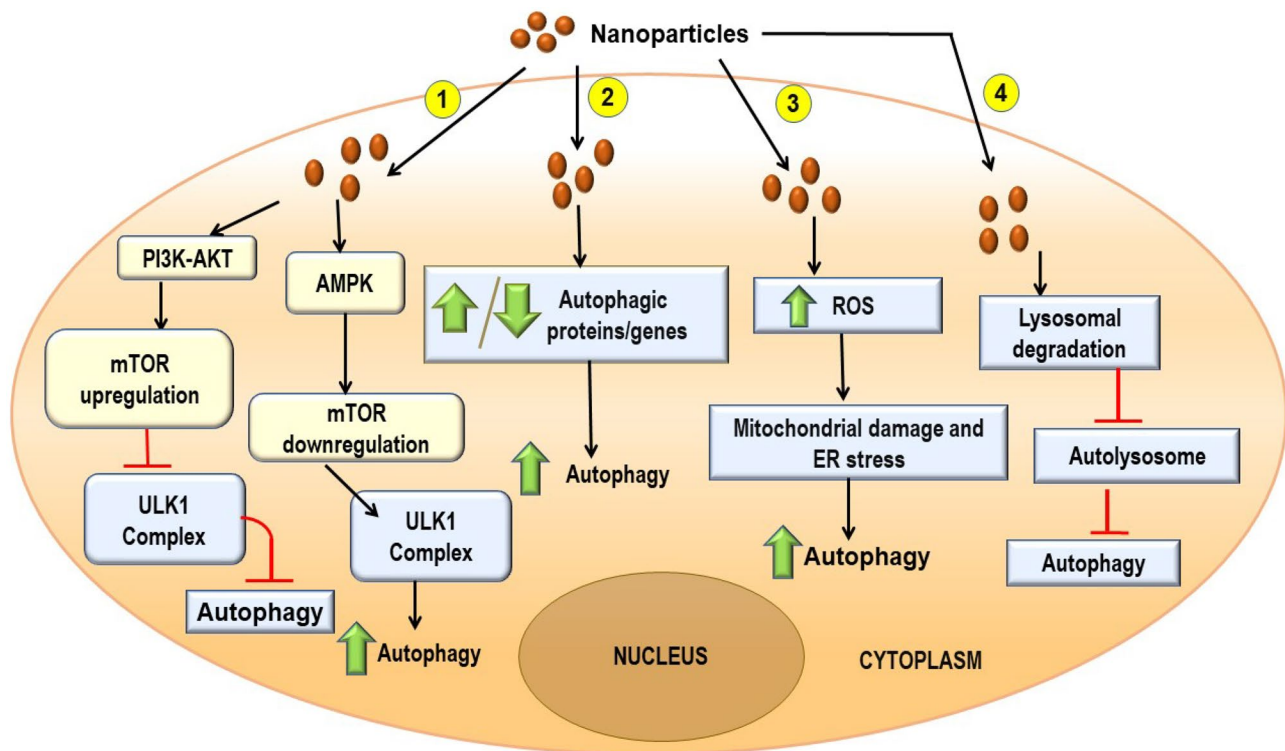 Nanoparticles
1
2
3
4
PI3K-AKT
mTOR
upregulation
ULK1
Complex
Autophagy
AMPK
mTOR
downregulation
ULK1
Complex
Autophagy
Autophagic
proteins/genes
Autophagy
ROS
Mitochondrial damage and
ER stress
Autophagy
Lysosomal
degradation
Autolysosome
Autophagy
NUCLEUS
CYTOPLASM